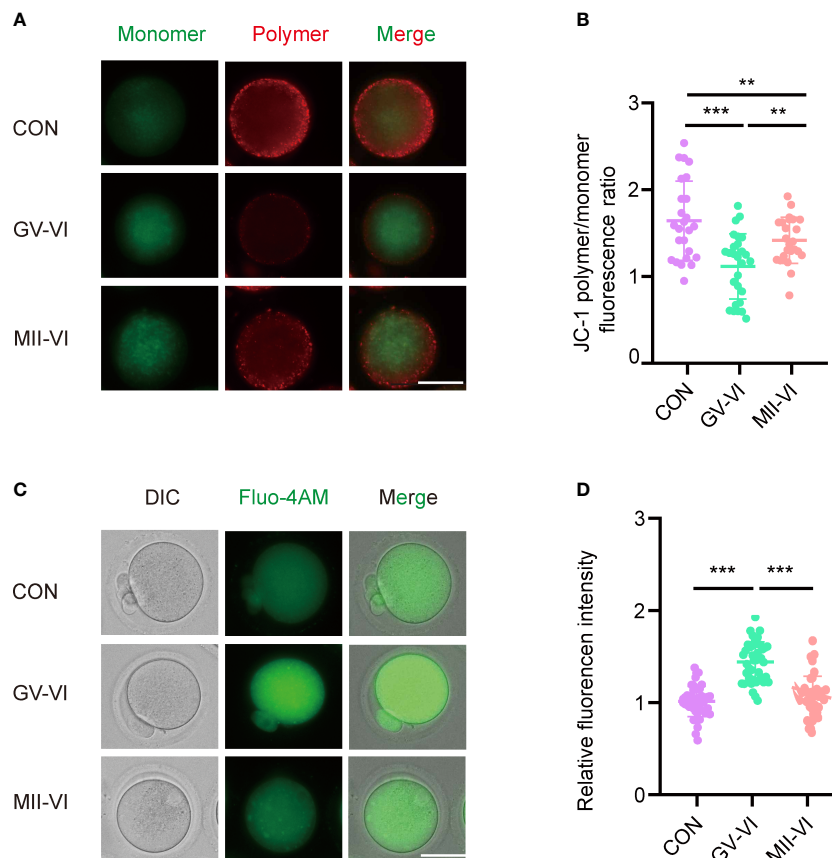 A
Monomer Polymer Merge
CON
GV-VI
MII-VI
B
JC-1 polymer/monomer
fluorescence ratio
3
2
1
0
**
*** **
CON GV-VI MII-VI
C
DIC Fluo-4AM Merge
CON
GV-VI
MII-VI
D
Relative fluorencen intensity
3
2
1
0
*** ***
CON GV-VI MII-VI